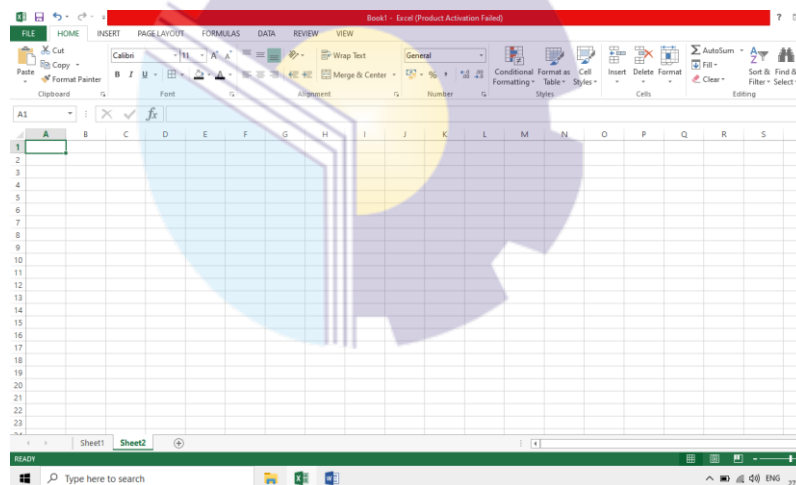 Book1 - Excel (Product Activation Failed)
?
FILE HOME INSERT PAGE LAYOUT FORMULAS DATA REVIEW VIEW
Cut
Copy
Format Painter
Paste
Clipboard
Calibri 11
B I U
Font
Wrap Text
Merge & Center
Alignment
General
%
Number
Conditional Formatting
Format as Table
Cell Styles
Styles
Insert Delete Format
Cells
AutoSum
Fill
Clear
Sort & Filter
Find & Select
Editing
A1
fx
A B C D E F G H I J K L M N O P Q R S
1
2
3
4
5
6
7
8
9
10
11
12
13
14
15
16
17
18
19
20
21
22
23
Sheet1 Sheet2
READY
Type here to search
ENG